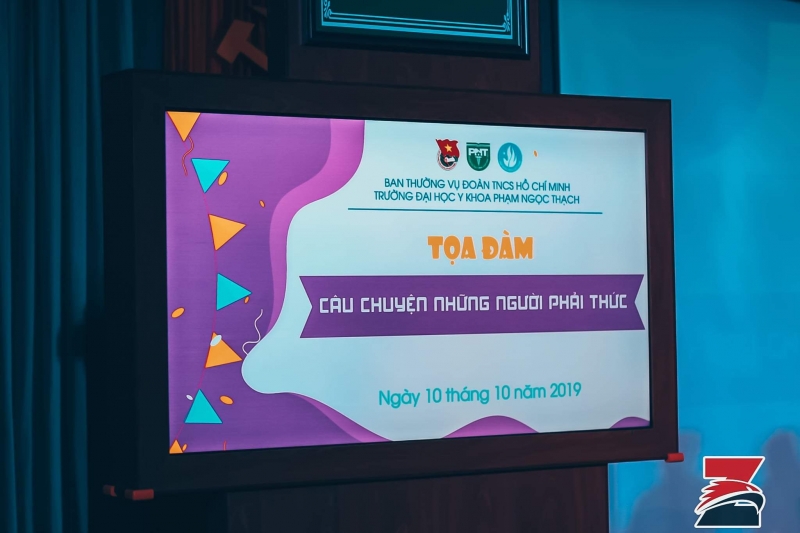 PNT
BAN THƯỜNG VỤ ĐOÀN TNCS HỒ CHÍ MINH
TRƯỜNG ĐẠI HỌC Y KHOA PHẠM NGỌC THẠCH
TỌA ĐÀM
CÂU CHUYỆN NHỮNG NGƯỜI PHẢI THỨC
Ngày 10 tháng 10 năm 2019